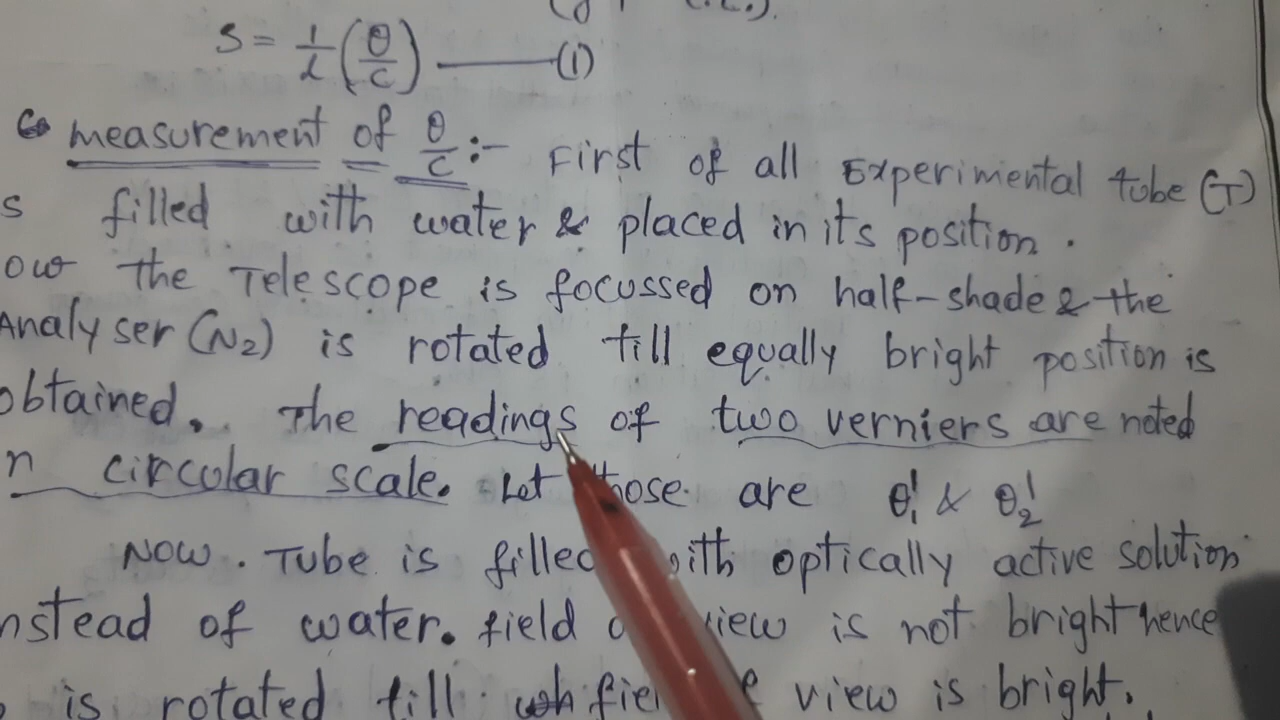 S = 1/l (θ/c) ——— (1)
measurement of θ/c :- First of all Experimental tube (T)
s filled with water & placed in its position.
ow the Telescope is focussed on half-shade & the
Analyser (N2) is rotated till equally bright position is
obtained. The readings of two verniers are noted
n circular scale. Let those are θ1' & θ2'
Now. Tube is filled with optically active solution
nstead of water. field view is not bright hence
is rotated till view is bright.